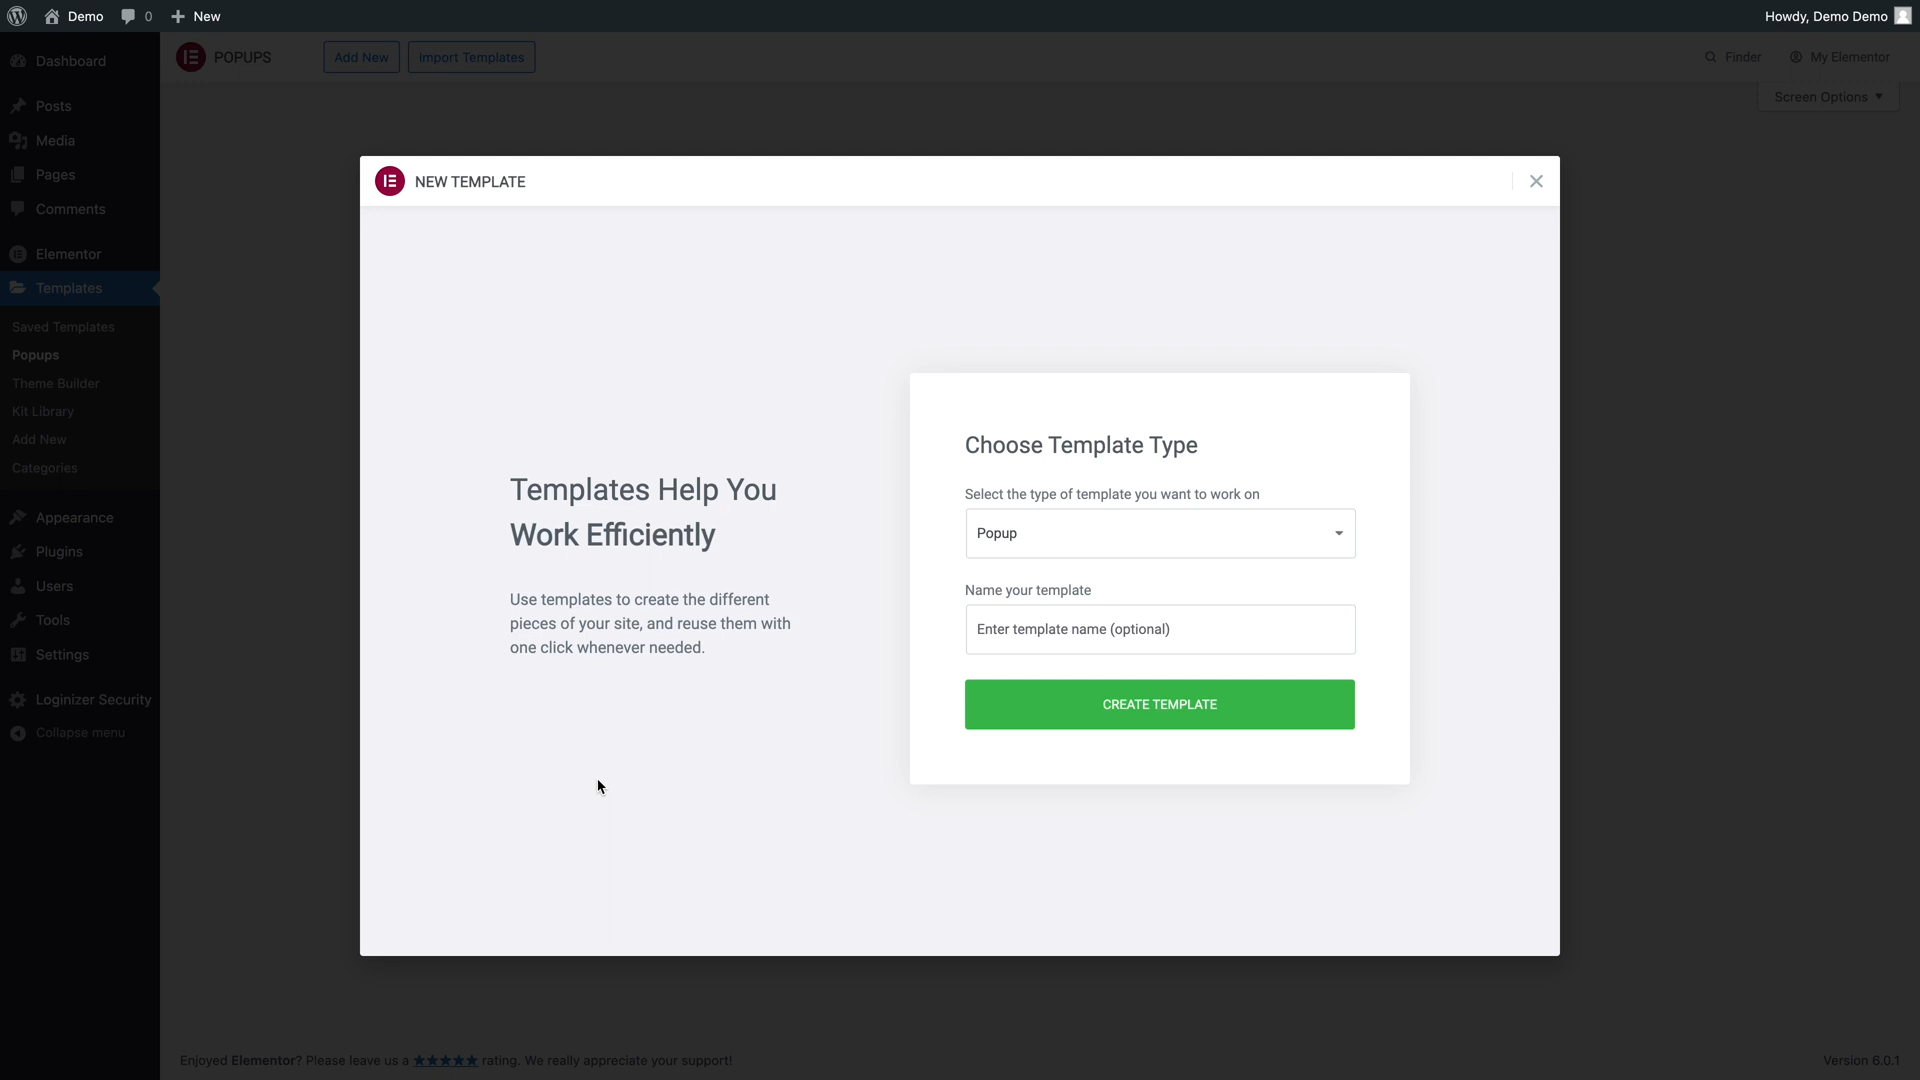 Demo
0
New
Howdy, Demo Demo
Dashboard
Posts
Media
Pages
Comments
Elementor
Templates
Saved Templates
Popups
Theme Builder
Kit Library
Add New
Categories
Appearance
Plugins
Users
Tools
Settings
Loginizer Security
Collapse menu
POPUPS
Add New
Import Templates
Finder
My Elementor
Screen Options
NEW TEMPLATE
Templates Help You
Work Efficiently
Use templates to create the different
pieces of your site, and reuse them with
one click whenever needed.
Choose Template Type
Select the type of template you want to work on
Popup
Name your template
Enter template name (optional)
CREATE TEMPLATE
Enjoyed Elementor? Please leave us a ★★★★★ rating. We really appreciate your support!
Version 6.0.1